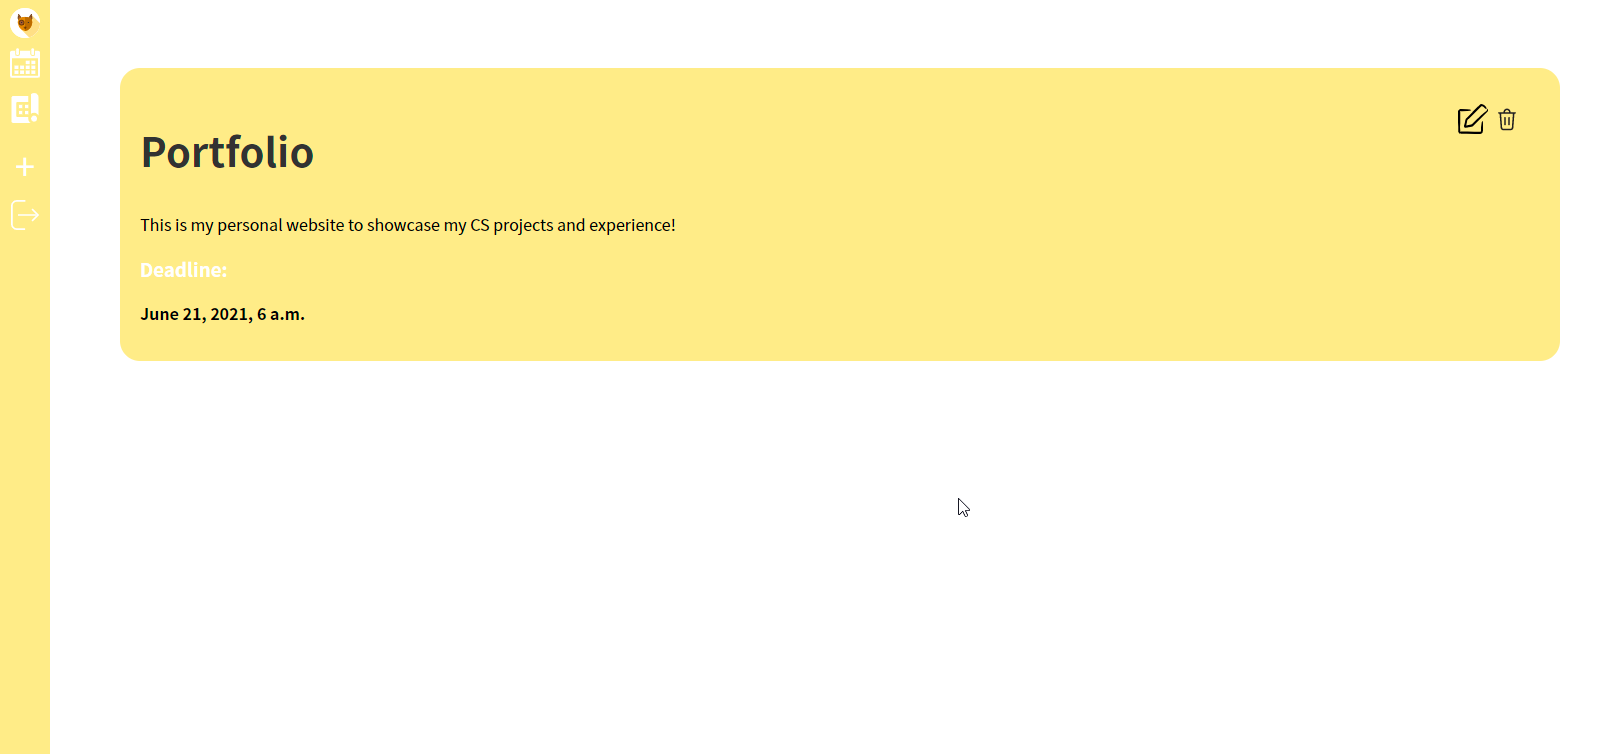 Portfolio
This is my personal website to showcase my CS projects and experience!
Deadline:
June 21, 2021, 6 a.m.